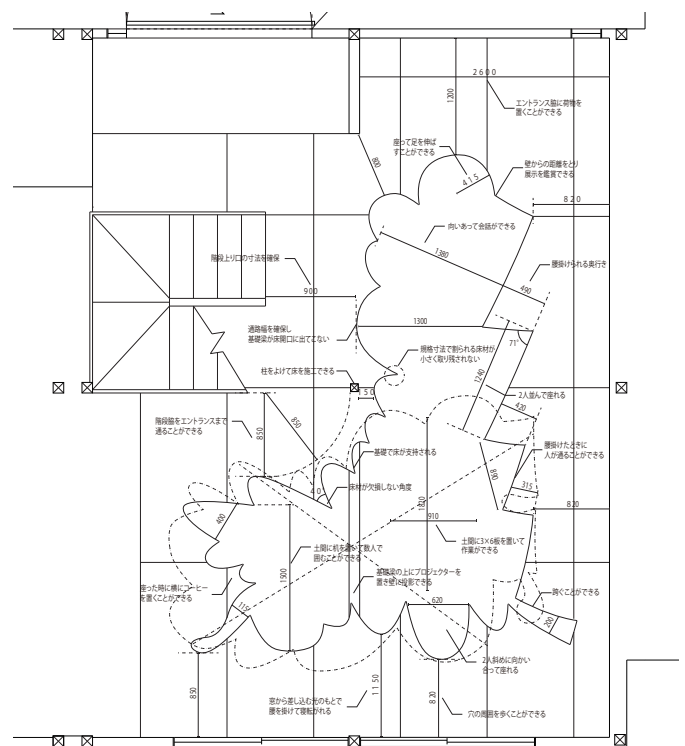 2600
1200
エントランス脇に荷物を
置くことができる
座って足を伸ば
すことができる
800
415
壁からの距離をとり
展示を鑑賞できる
820
向いあって会話ができる
1380
階段上り口の寸法を確保
腰掛けられる奥行き
490
900
1300
通路幅を確保し
基礎梁が床開口に出てこない
71°
規格寸法で割られる床材が
小さく取り残されない
柱をよけて床を施工できる
1240
150
2人並んで座れる
420
階段脇をエントランスまで
通ることができる
850
850
腰掛けたときに
人が通ることができる
基礎で床が支持される
890
40
床材が欠損しない角度
315
1810
820
400
910
土間に3×6板を置いて
作業ができる
土間に机を置いて数人で
囲むことができる
1500
基礎梁の上にプロジェクターを
置き壁に投影できる
座った時に横にコーヒー
を置くことができる
跨ぐことができる
115
620
200
2人斜めに向かい
合って座れる
850
1150
820
窓から差し込む光のもとで
腰を掛けて寝転がれる
穴の周囲を歩くことができる